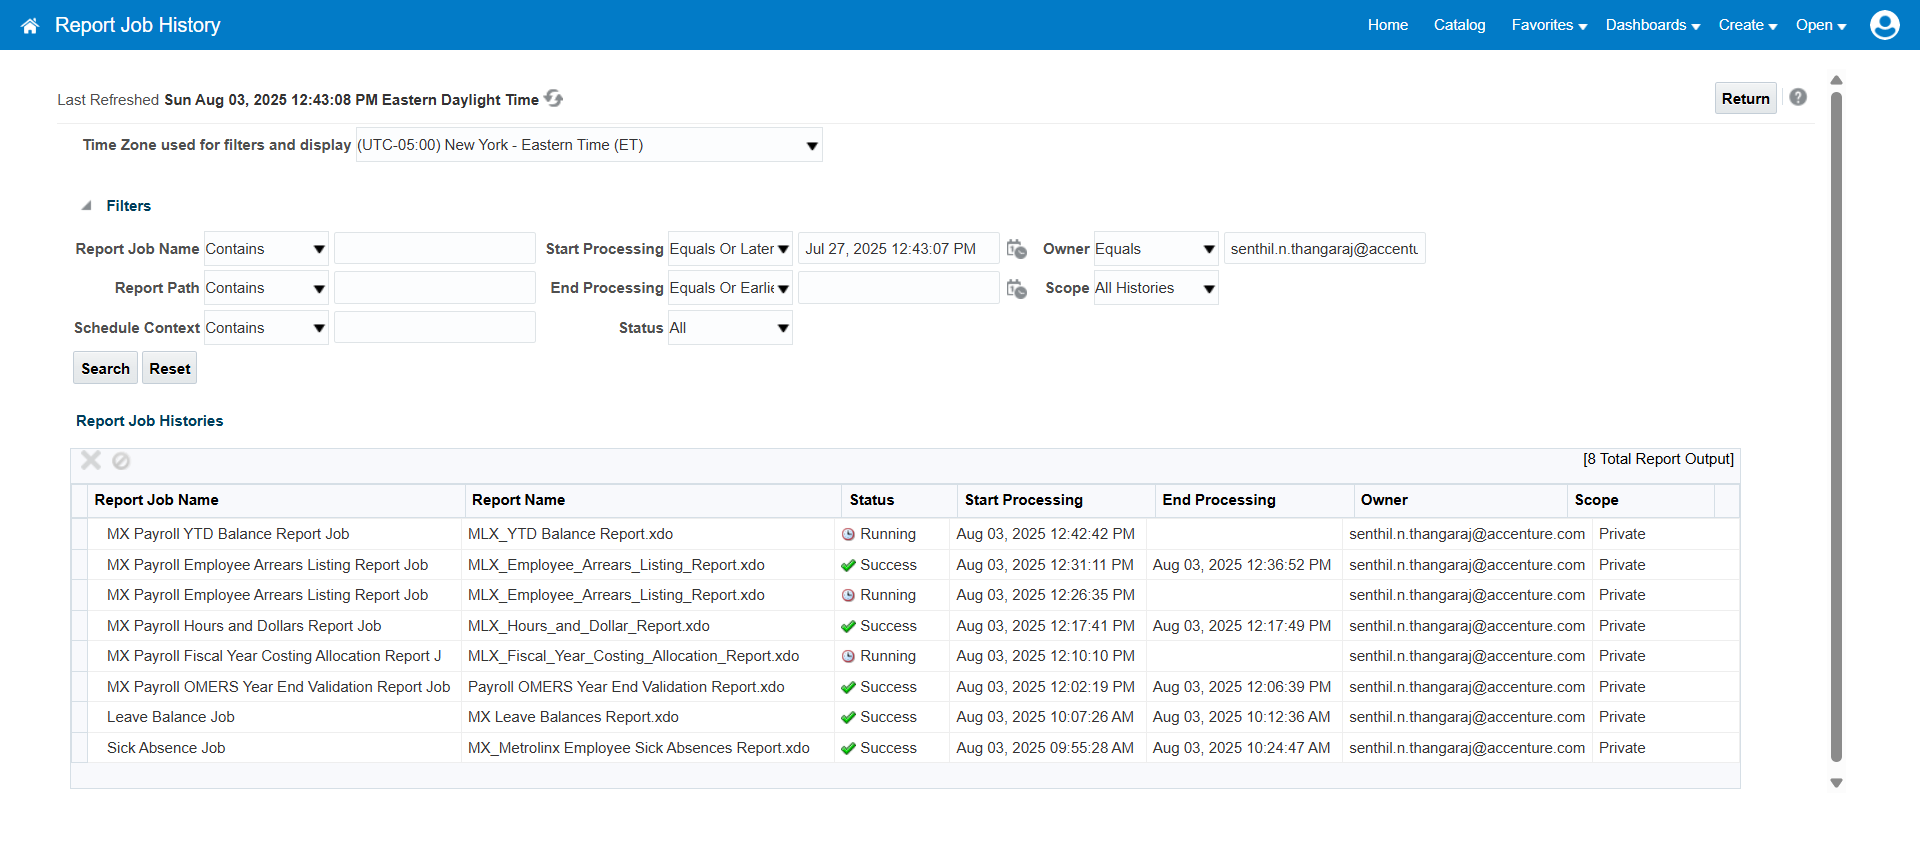 Report Job History Home Catalog Favorites Dashboards Create Open
Last Refreshed Sun Aug 03, 2025 12:43:08 PM Eastern Daylight Time Return
Time Zone used for filters and display (UTC-05:00) New York - Eastern Time (ET)
Filters
Report Job Name Contains Start Processing Equals Or Later Jul 27, 2025 12:43:07 PM Owner Equals senthil.n.thangaraj@accentu
Report Path Contains End Processing Equals Or Earlie Scope All Histories
Schedule Context Contains Status All
Search Reset
Report Job Histories
[8 Total Report Output]
Report Job Name Report Name Status Start Processing End Processing Owner Scope
MX Payroll YTD Balance Report Job MLX_YTD Balance Report.xdo Running Aug 03, 2025 12:42:42 PM senthil.n.thangaraj@accenture.com Private
MX Payroll Employee Arrears Listing Report Job MLX_Employee_Arrears_Listing_Report.xdo Success Aug 03, 2025 12:31:11 PM Aug 03, 2025 12:36:52 PM senthil.n.thangaraj@accenture.com Private
MX Payroll Employee Arrears Listing Report Job MLX_Employee_Arrears_Listing_Report.xdo Running Aug 03, 2025 12:26:35 PM senthil.n.thangaraj@accenture.com Private
MX Payroll Hours and Dollars Report Job MLX_Hours_and_Dollar_Report.xdo Success Aug 03, 2025 12:17:41 PM Aug 03, 2025 12:17:49 PM senthil.n.thangaraj@accenture.com Private
MX Payroll Fiscal Year Costing Allocation Report J MLX_Fiscal_Year_Costing_Allocation_Report.xdo Running Aug 03, 2025 12:10:10 PM senthil.n.thangaraj@accenture.com Private
MX Payroll OMERS Year End Validation Report Job Payroll OMERS Year End Validation Report.xdo Success Aug 03, 2025 12:02:19 PM Aug 03, 2025 12:06:39 PM senthil.n.thangaraj@accenture.com Private
Leave Balance Job MX Leave Balances Report.xdo Success Aug 03, 2025 10:07:26 AM Aug 03, 2025 10:12:36 AM senthil.n.thangaraj@accenture.com Private
Sick Absence Job MX_Metrolinx Employee Sick Absences Report.xdo Success Aug 03, 2025 09:55:28 AM Aug 03, 2025 10:24:47 AM senthil.n.thangaraj@accenture.com Private